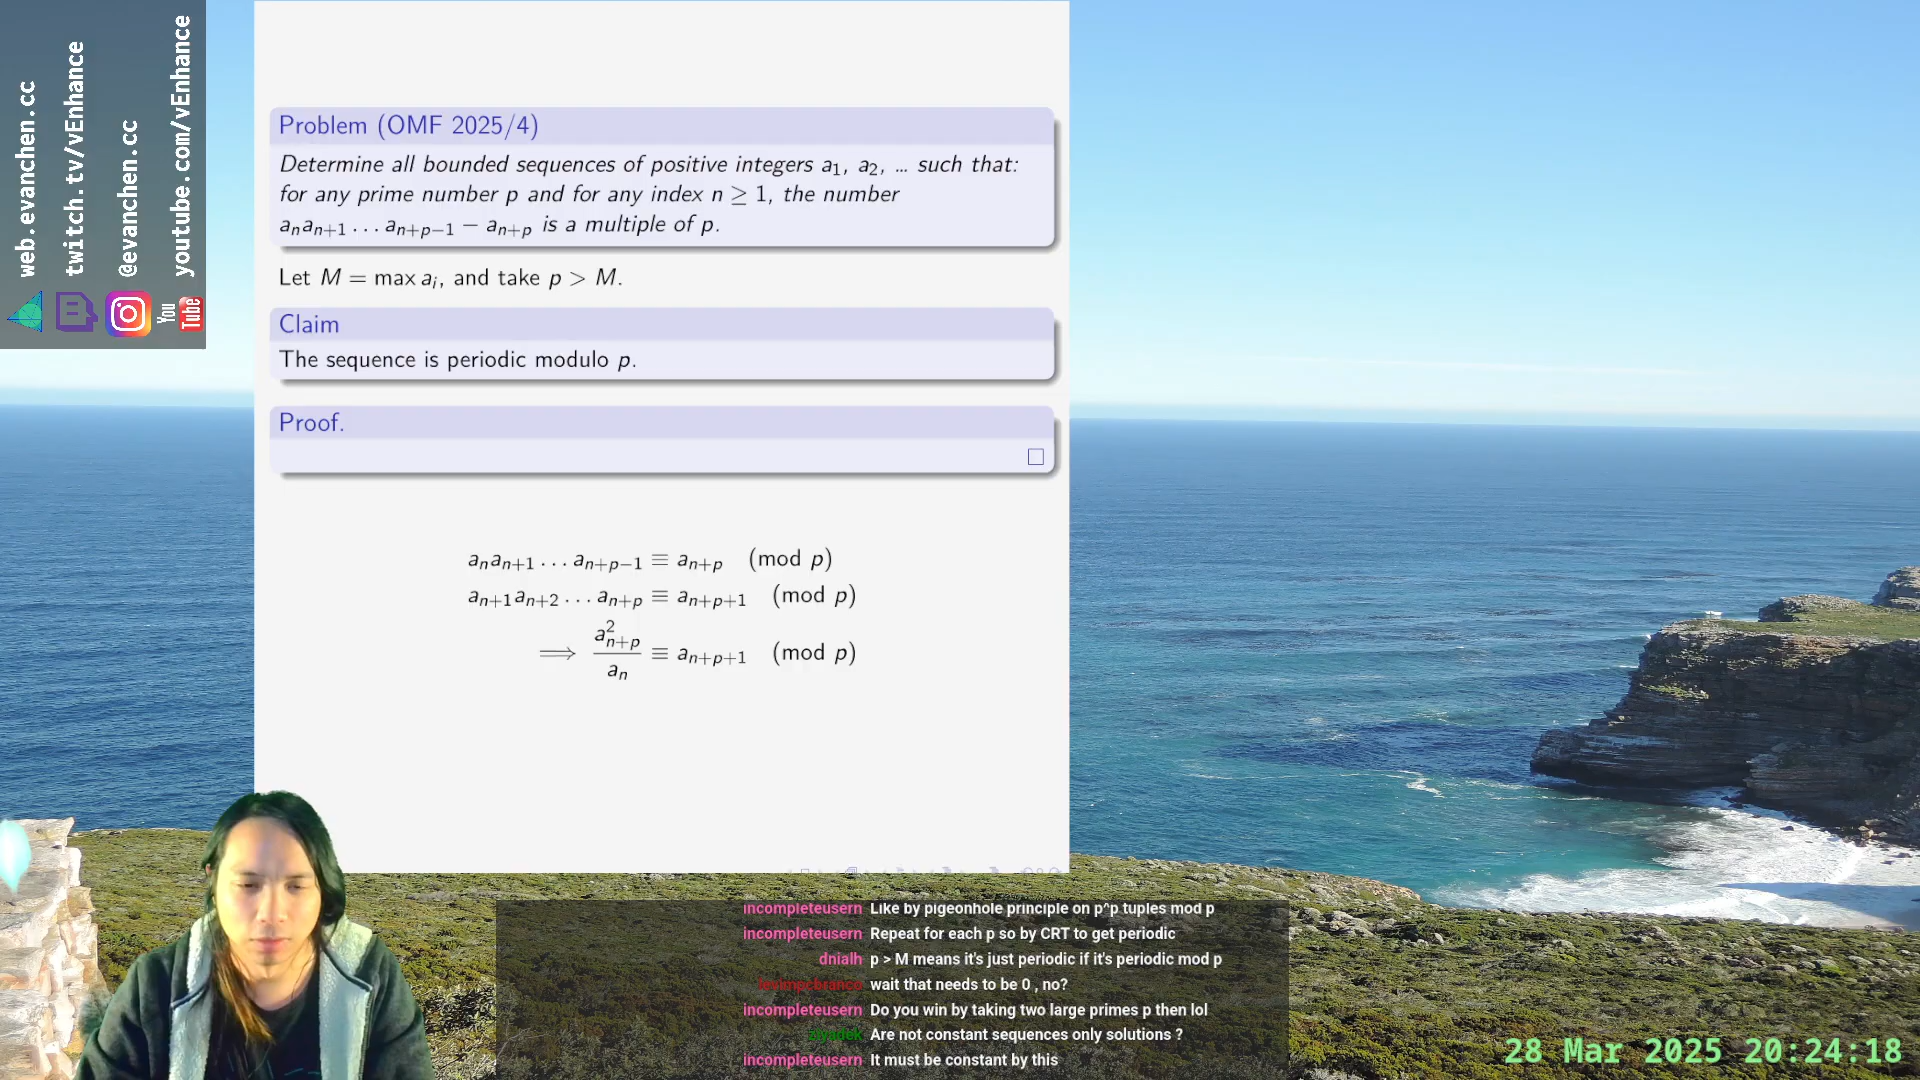 web.evanchen.cc
twitch.tv/vEnhance
@evanchen.cc
youtube.com/vEnhance
You
Tube
Problem (OMF 2025/4)
Determine all bounded sequences of positive integers a₁, a₂, ... such that:
for any prime number p and for any index n ≥ 1, the number
aₙaₙ₊₁ . . . aₙ₊ₚ₋₁ − aₙ₊ₚ is a multiple of p.
Let M = max aᵢ, and take p > M.
Claim
The sequence is periodic modulo p.
Proof.
aₙaₙ₊₁ . . . aₙ₊ₚ₋₁ ≡ aₙ₊ₚ (mod p)
aₙ₊₁aₙ₊₂ . . . aₙ₊ₚ ≡ aₙ₊ₚ₊₁ (mod p)
⟹ a²ₙ₊ₚ / aₙ ≡ aₙ₊ₚ₊₁ (mod p)
incompleteusern Like by pigeonhole principle on p^p tuples mod p
incompleteusern Repeat for each p so by CRT to get periodic
dnialh p > M means it's just periodic if it's periodic mod p
wait that needs to be 0 , no?
incompleteusern Do you win by taking two large primes p then lol
Are not constant sequences only solutions ?
incompleteusern It must be constant by this
28 Mar 2025 20:24:18